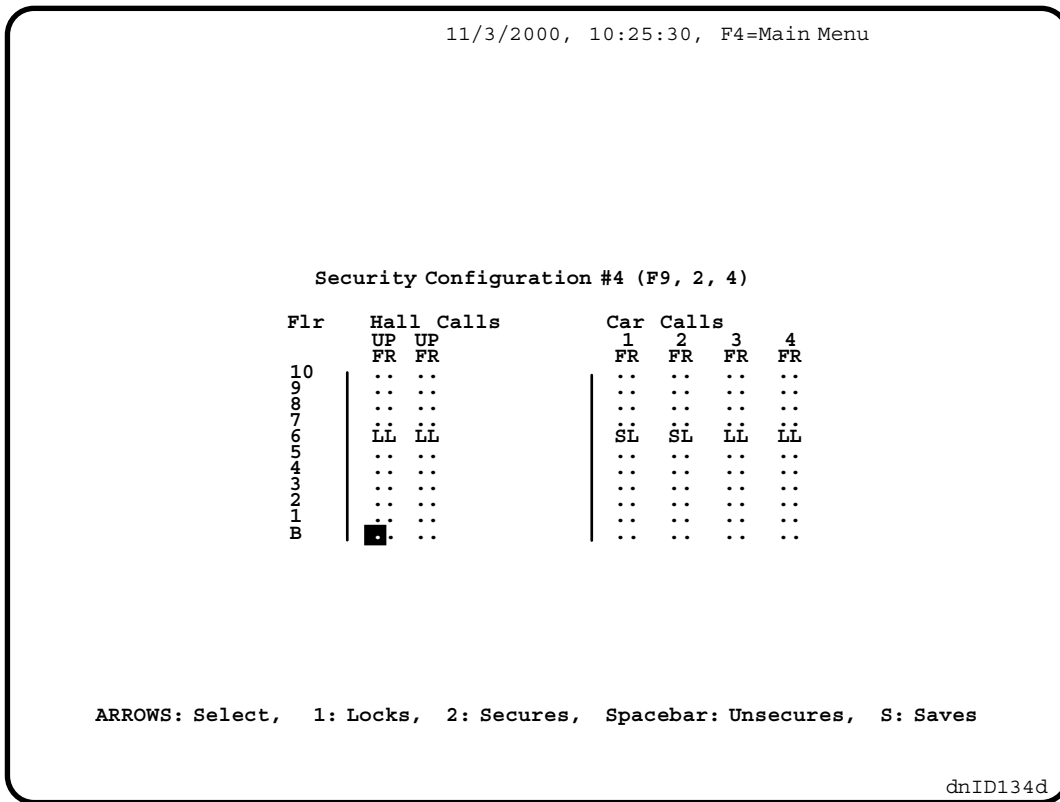 11/3/2000, 10:25:30, F4=Main Menu
Security Configuration #4 (F9, 2, 4)
Flr Hall Calls Car Calls
UP UP 1 2 3 4
FR FR FR FR FR FR
10 .. .. .. .. .. ..
9 .. .. .. .. .. ..
8 .. .. .. .. .. ..
7 .. .. .. .. .. ..
6 LL LL SL SL LL LL
5 .. .. .. .. .. ..
4 .. .. .. .. .. ..
3 .. .. .. .. .. ..
2 .. .. .. .. .. ..
1 .. .. .. .. .. ..
B .. .. .. .. .. ..
ARROWS: Select, 1: Locks, 2: Secures, Spacebar: Unsecures, S: Saves
dnID134d